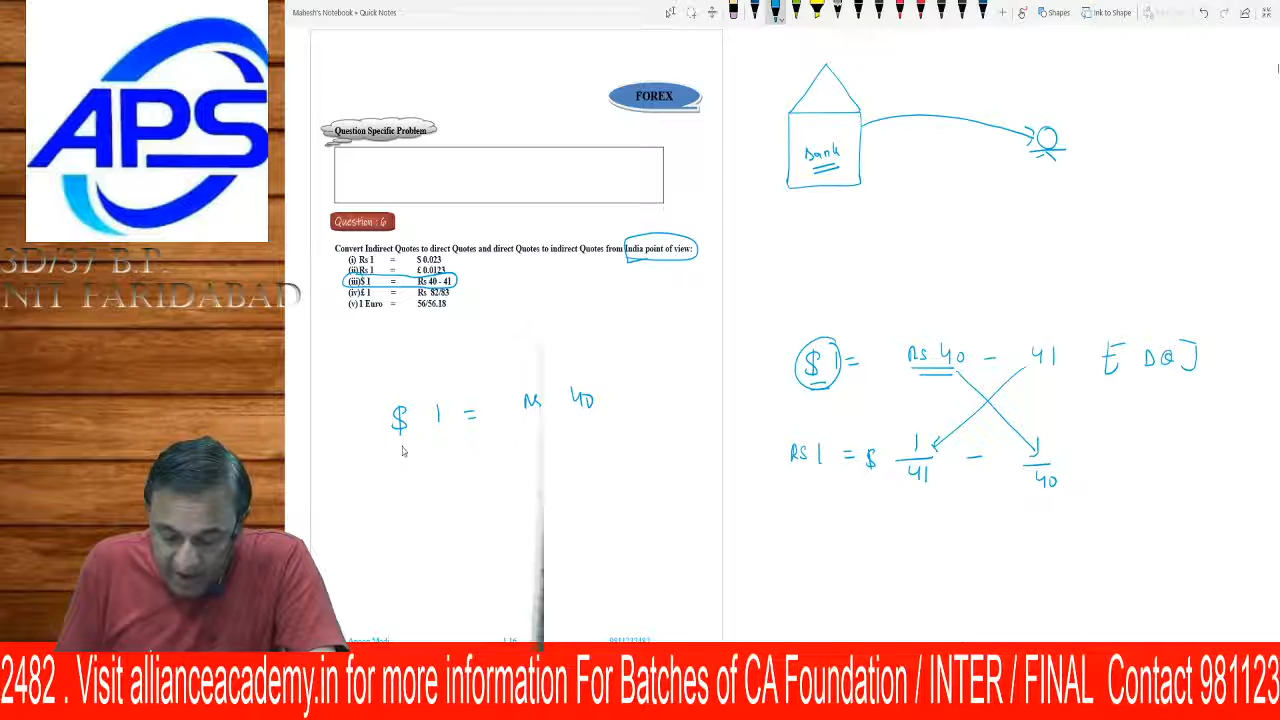 Mahesh's Notebook » Quick Notes
Shapes
Ink to Shape
APS
3D/37 B.P.
NIT FARIDABAD
FOREX
Question Specific Problem
Question : 6
Convert Indirect Quotes to direct Quotes and direct Quotes to indirect Quotes from India point of view:
(i) Rs 1 = $ 0.023
(ii) Rs 1 = £ 0.0123
(iii) $ 1 = Rs 40 - 41
(iv) £ 1 = Rs 82/83
(v) 1 Euro = 56/56.18
$ 1 = Rs 40
Bank
$ 1 = Rs 40 - 41 [ DQ ]
RS 1 = $ 1/41 - 1/40
2482 . Visit allianceacademy.in for more information For Batches of CA Foundation / INTER / FINAL Contact 981123